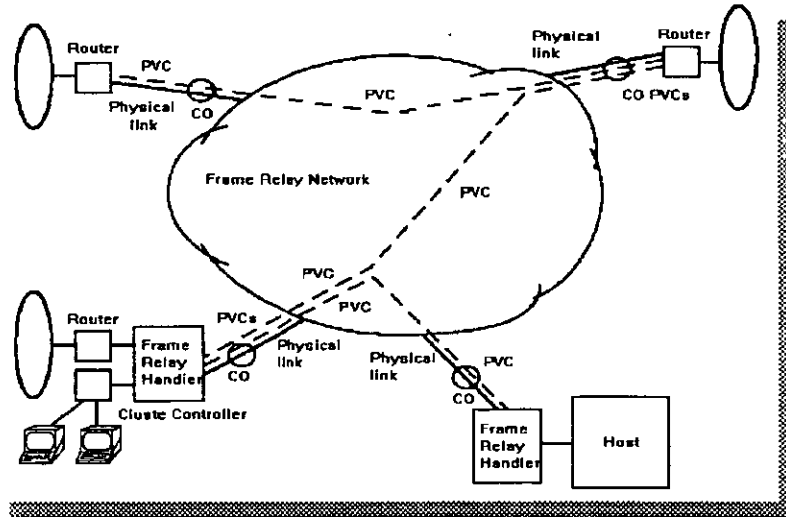 Router
PVC
Physical
link
CO
PVC
Physical
link
Router
CO PVCs
Frame Relay Network
PVC
PVC
PVC
PVCs
Physical
link
CO
Router
Frame
Relay
Handler
Cluste Controller
Physical
link
PVC
CO
Frame
Relay
Handler
Host